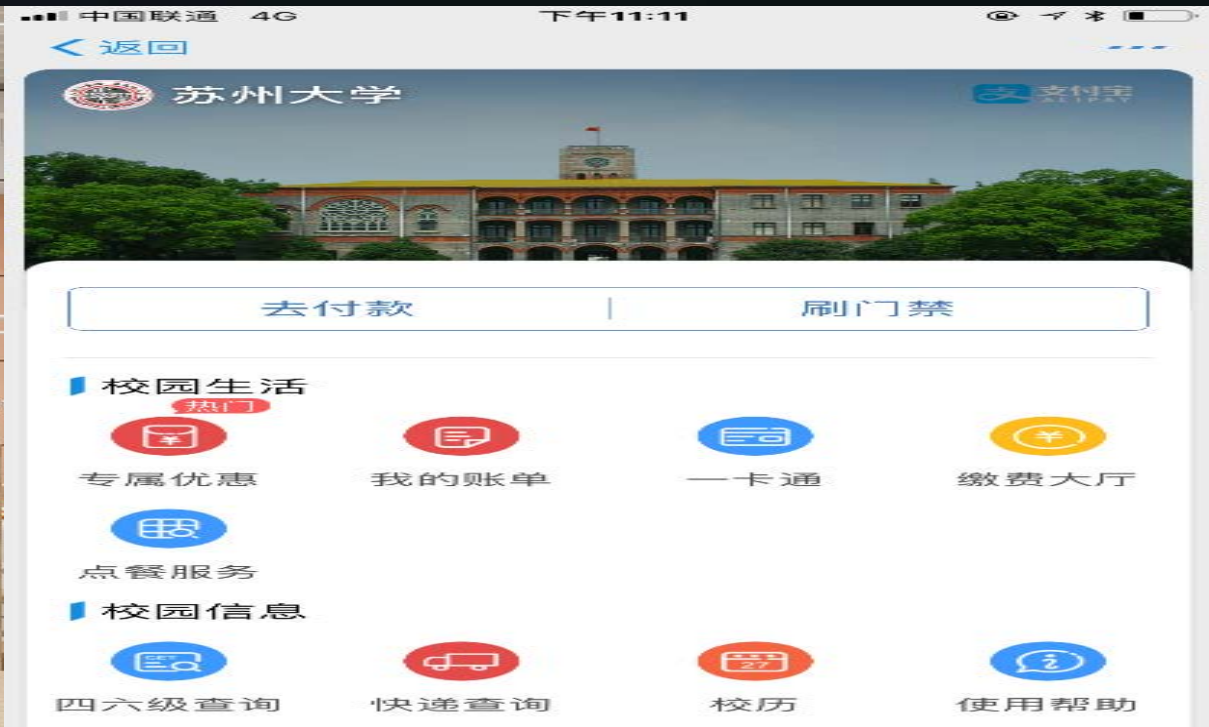 中国联通 4G 下午11:11
返回
苏州大学 支付宝
ALIPAY
去付款 刷门禁
校园生活
热门
专属优惠 我的账单 一卡通 缴费大厅
点餐服务
校园信息
CET 27
四六级查询 快递查询 校历 使用帮助